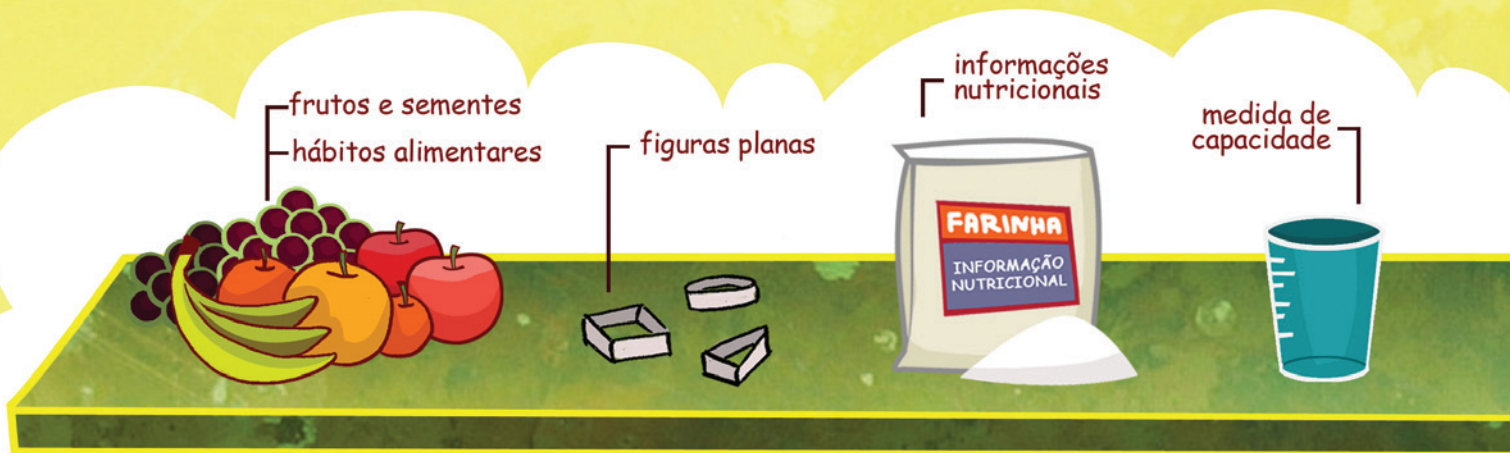 frutos e sementes
hábitos alimentares
figuras planas
informações
nutricionais
FARINHA
INFORMAÇÃO
NUTRICIONAL
medida de
capacidade